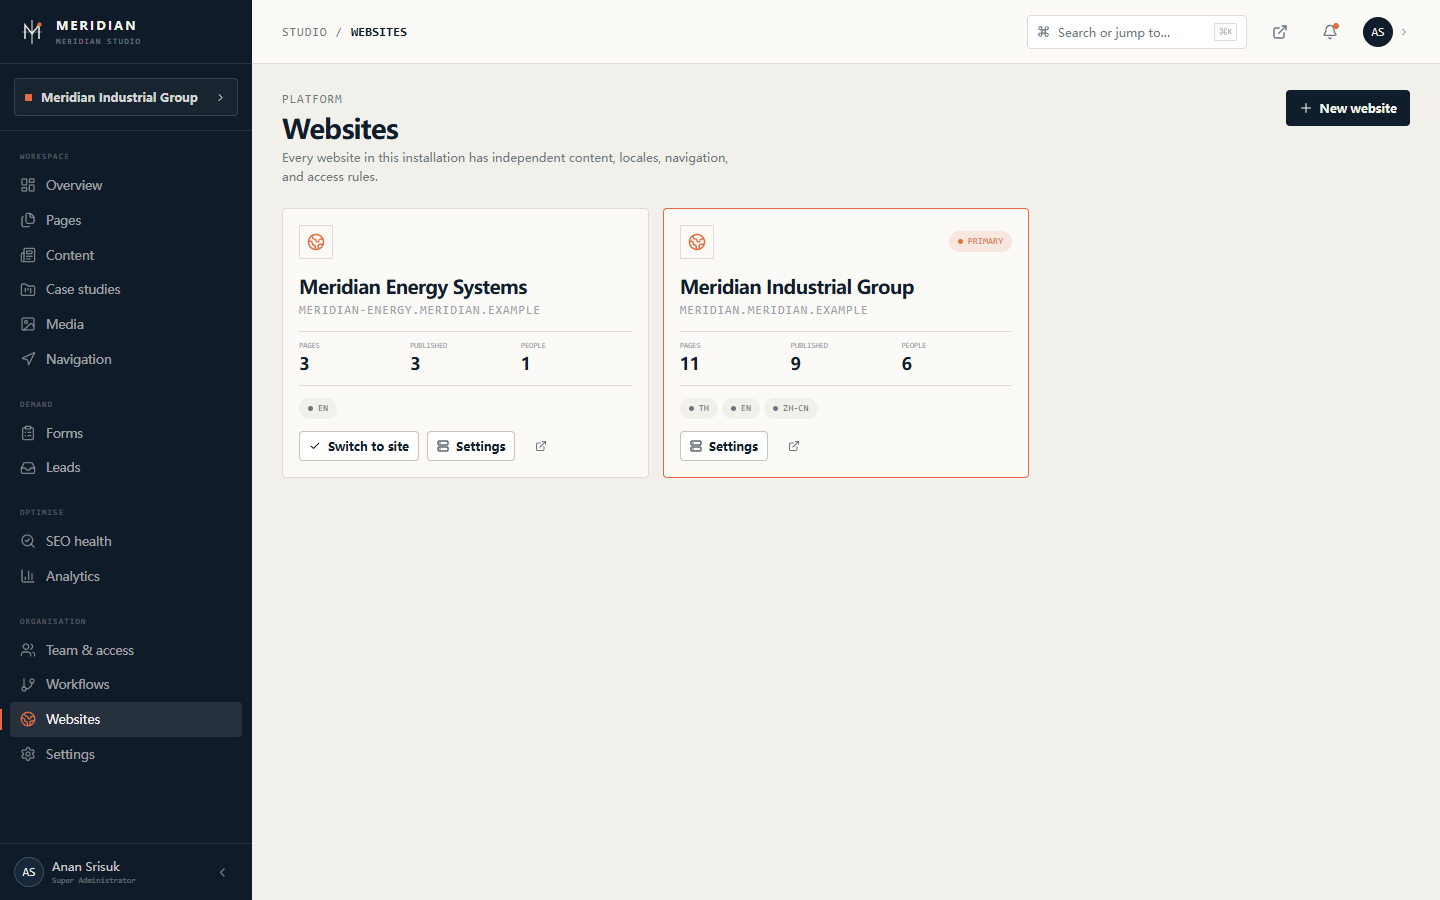 MERIDIAN
MERIDIAN STUDIO
Meridian Industrial Group
WORKSPACE
Overview
Pages
Content
Case studies
Media
Navigation
DEMAND
Forms
Leads
OPTIMISE
SEO health
Analytics
ORGANISATION
Team & access
Workflows
Websites
Settings
AS
Anan Srisuk
Super Administrator
STUDIO / WEBSITES
⌘ Search or jump to... ⌘K
AS
PLATFORM
Websites
Every website in this installation has independent content, locales, navigation,
and access rules.
+ New website
Meridian Energy Systems
MERIDIAN-ENERGY.MERIDIAN.EXAMPLE
PAGES PUBLISHED PEOPLE
3 3 1
EN
Switch to site Settings
PRIMARY
Meridian Industrial Group
MERIDIAN.MERIDIAN.EXAMPLE
PAGES PUBLISHED PEOPLE
11 9 6
TH EN ZH-CN
Settings